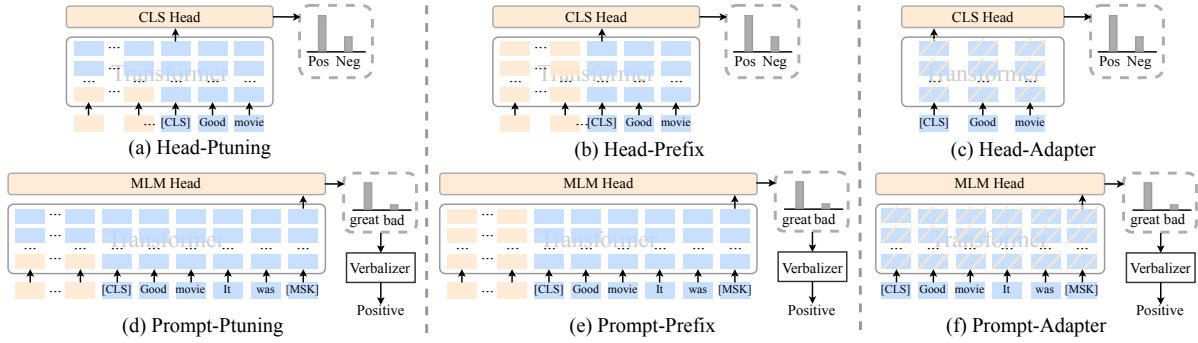 CLS Head
Pos Neg
...
...
Transformer
...
... [CLS] Good movie
(a) Head-Ptuning
CLS Head
Pos Neg
...
...
Transformer
...
... [CLS] Good movie
(b) Head-Prefix
CLS Head
Pos Neg
Transformer
...
[CLS] Good movie
(c) Head-Adapter
MLM Head
great bad
...
...
Transformer
...
... [CLS] Good movie It was [MSK]
Verbalizer
Positive
(d) Prompt-Ptuning
MLM Head
great bad
...
...
Transformer
...
... [CLS] Good movie It was [MSK]
Verbalizer
Positive
(e) Prompt-Prefix
MLM Head
great bad
Transformer
...
[CLS] Good movie It was [MSK]
Verbalizer
Positive
(f) Prompt-Adapter